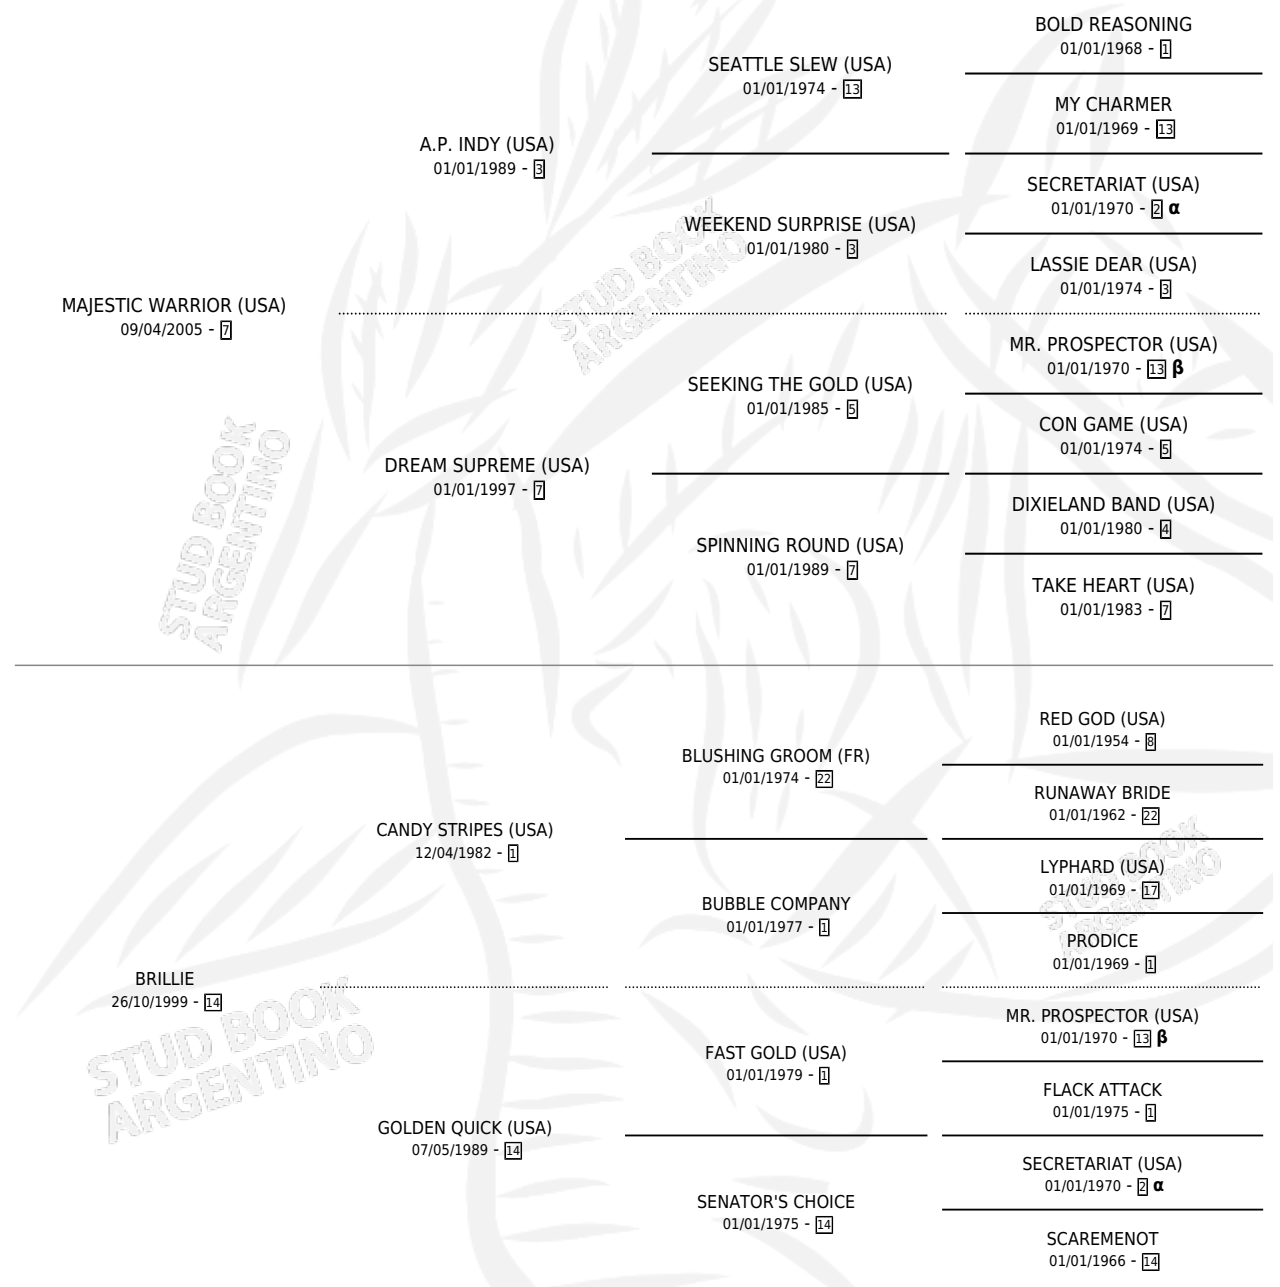 BOLD REASONING
01/01/1968 - 1
SEATTLE SLEW (USA)
01/01/1974 - 13
MY CHARMER
01/01/1969 - 13
A.P. INDY (USA)
01/01/1989 - 3
SECRETARIAT (USA)
01/01/1970 - 2 α
WEEKEND SURPRISE (USA)
01/01/1980 - 3
LASSIE DEAR (USA)
01/01/1974 - 3
STUD BOOK
ARGENTINO
MAJESTIC WARRIOR (USA)
09/04/2005 - 7
MR. PROSPECTOR (USA)
01/01/1970 - 13 β
SEEKING THE GOLD (USA)
01/01/1985 - 5
CON GAME (USA)
01/01/1974 - 5
DREAM SUPREME (USA)
01/01/1997 - 7
DIXIELAND BAND (USA)
01/01/1980 - 4
SPINNING ROUND (USA)
01/01/1989 - 7
TAKE HEART (USA)
01/01/1983 - 7
STUD BOOK
ARGENTINO
RED GOD (USA)
01/01/1954 - 8
BLUSHING GROOM (FR)
01/01/1974 - 22
RUNAWAY BRIDE
01/01/1962 - 22
CANDY STRIPES (USA)
12/04/1982 - 1
LYPHARD (USA)
01/01/1969 - 17
STUD BOOK
ARGENTINO
BUBBLE COMPANY
01/01/1977 - 1
PRODICE
01/01/1969 - 1
BRILLIE
26/10/1999 - 14
STUD BOOK
ARGENTINO
MR. PROSPECTOR (USA)
01/01/1970 - 13 β
FAST GOLD (USA)
01/01/1979 - 1
FLACK ATTACK
01/01/1975 - 1
GOLDEN QUICK (USA)
07/05/1989 - 14
SECRETARIAT (USA)
01/01/1970 - 2 α
SENATOR'S CHOICE
01/01/1975 - 14
SCAREMENOT
01/01/1966 - 14